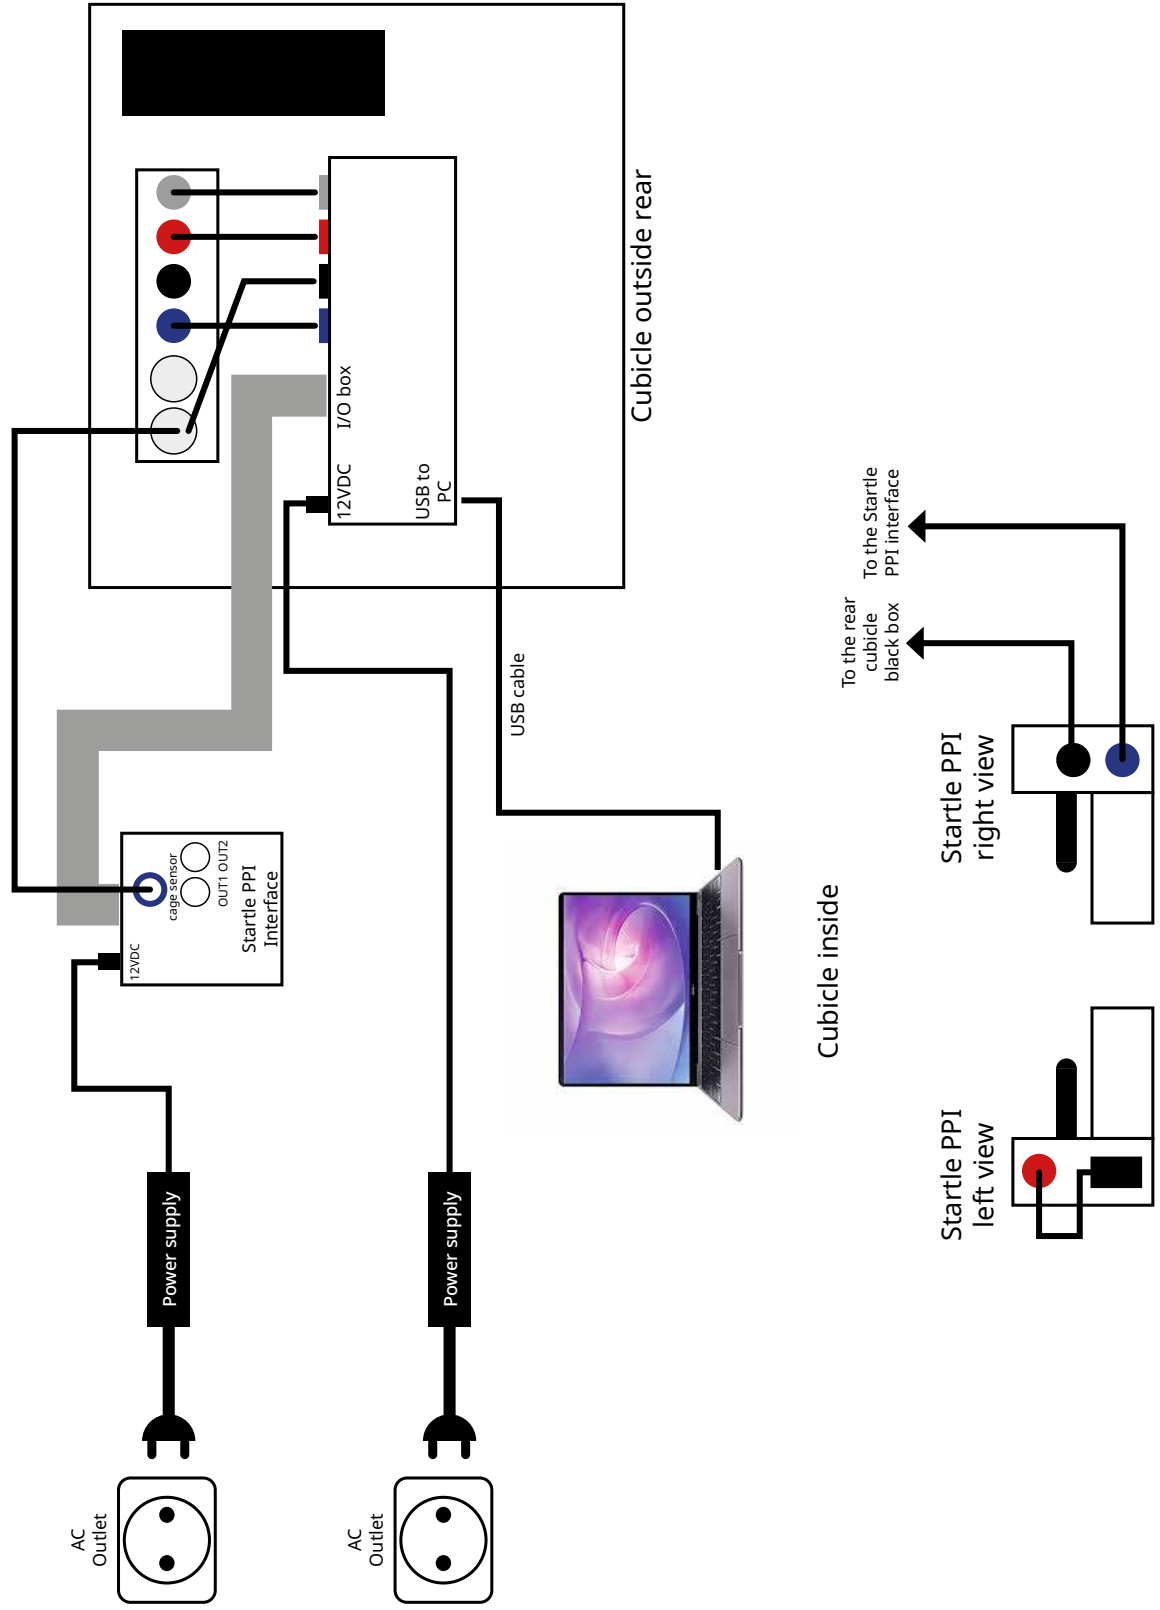 Cubicle outside rear
I/O box
12VDC
USB to
PC
USB cable
cage sensor
OUT1 OUT2
Startle PPI
Interface
12VDC
Power supply
AC
Outlet
Power supply
AC
Outlet
Cubicle inside
Startle PPI
left view
Startle PPI
right view
To the rear
cubicle
black box
To the Startle
PPI interface